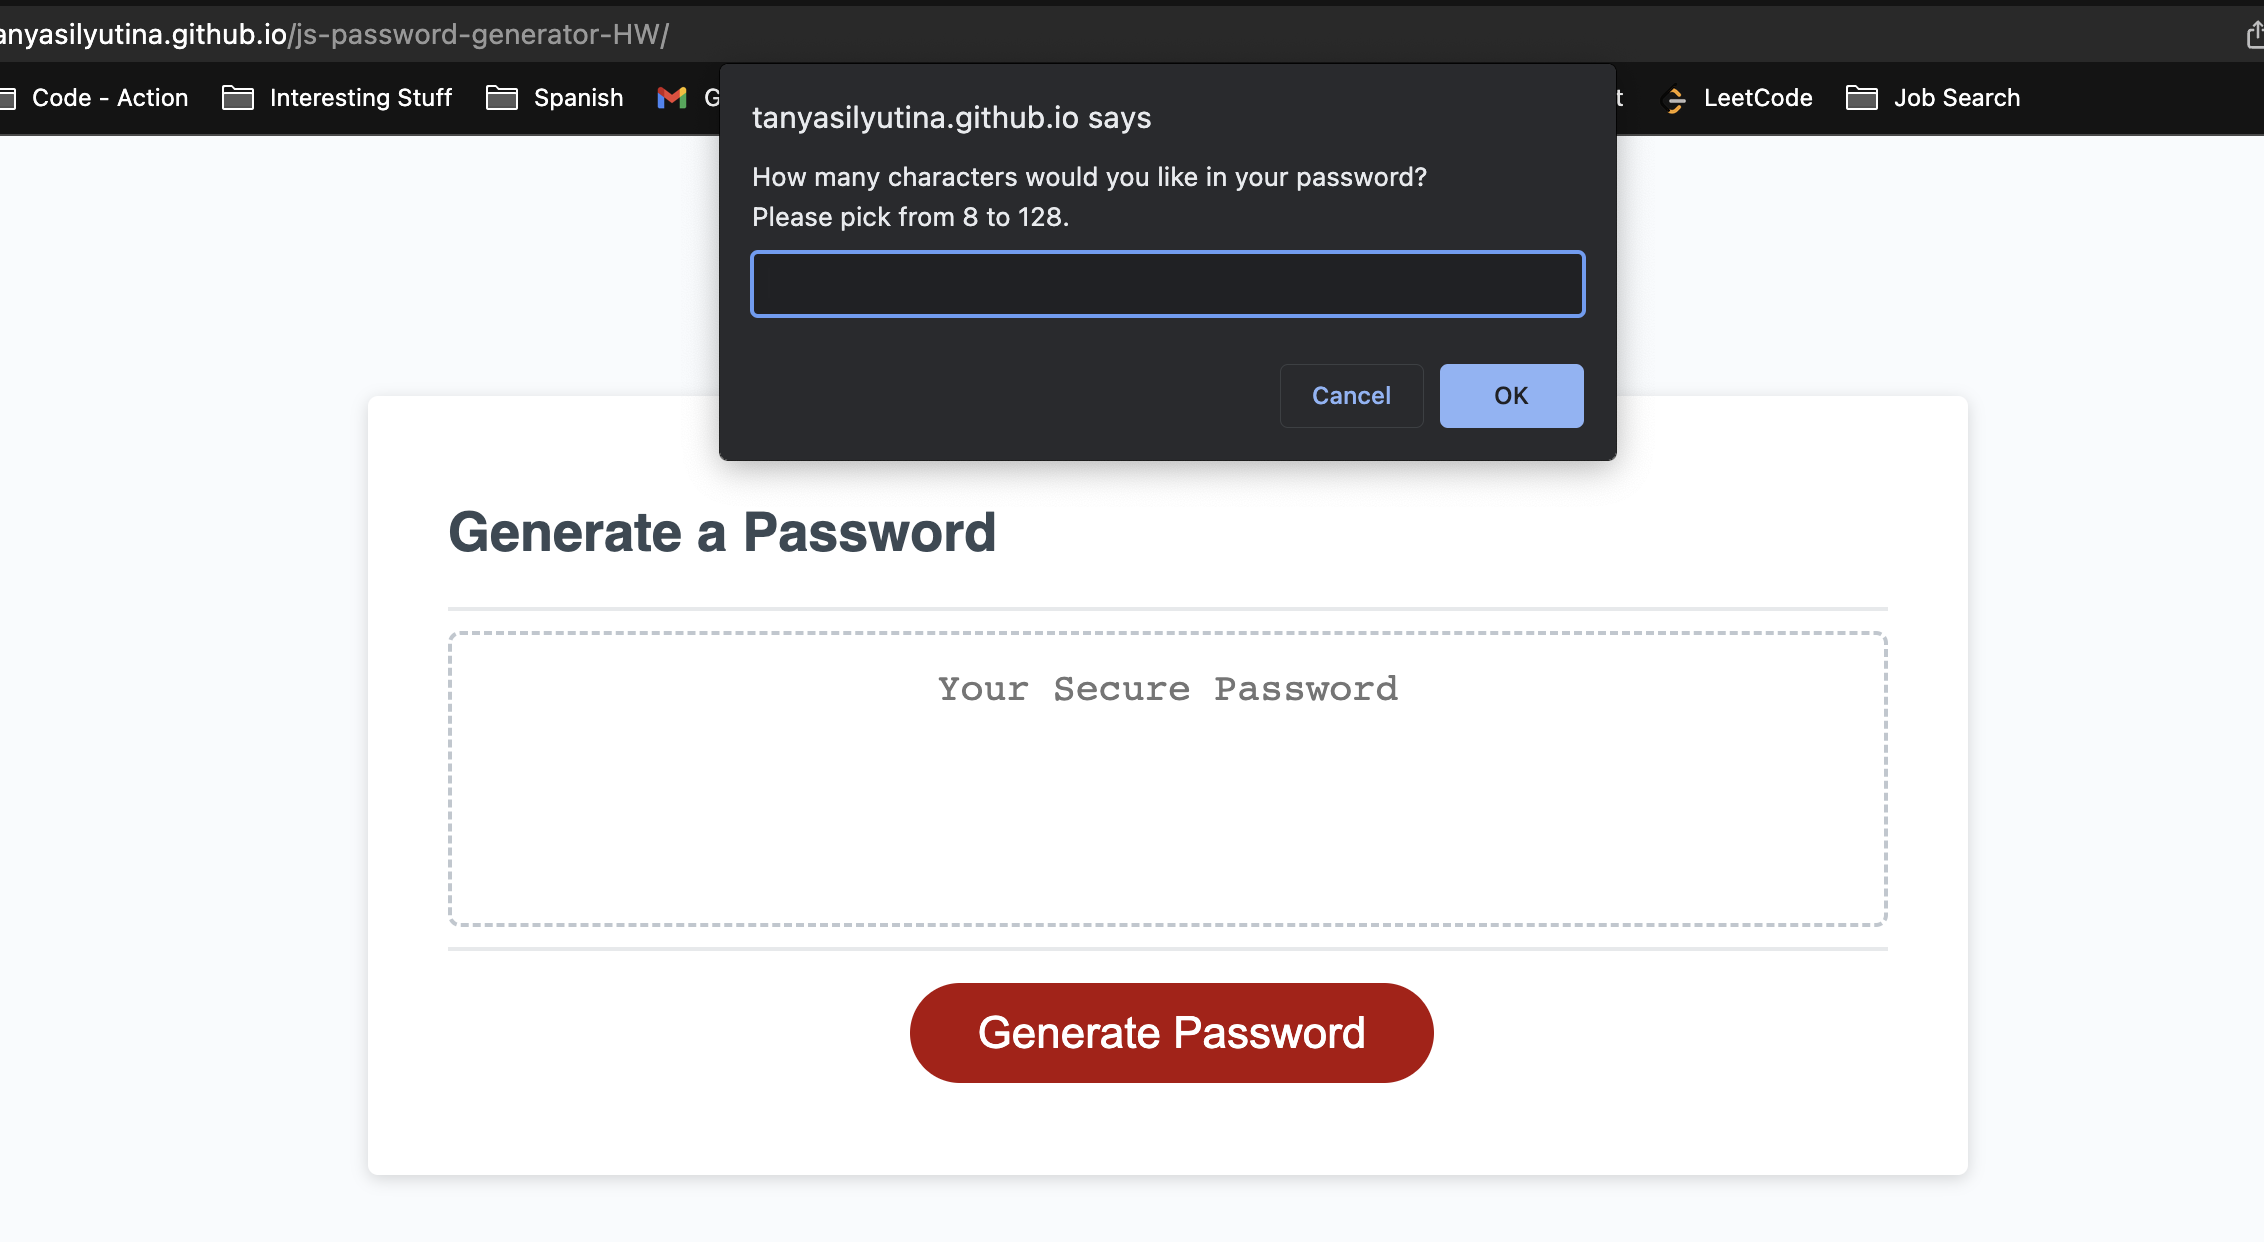 anyasilyutina.github.io/js-password-generator-HW/
Code - Action Interesting Stuff Spanish LeetCode Job Search
tanyasilyutina.github.io says
How many characters would you like in your password?
Please pick from 8 to 128.
Cancel OK
Generate a Password
Your Secure Password
Generate Password